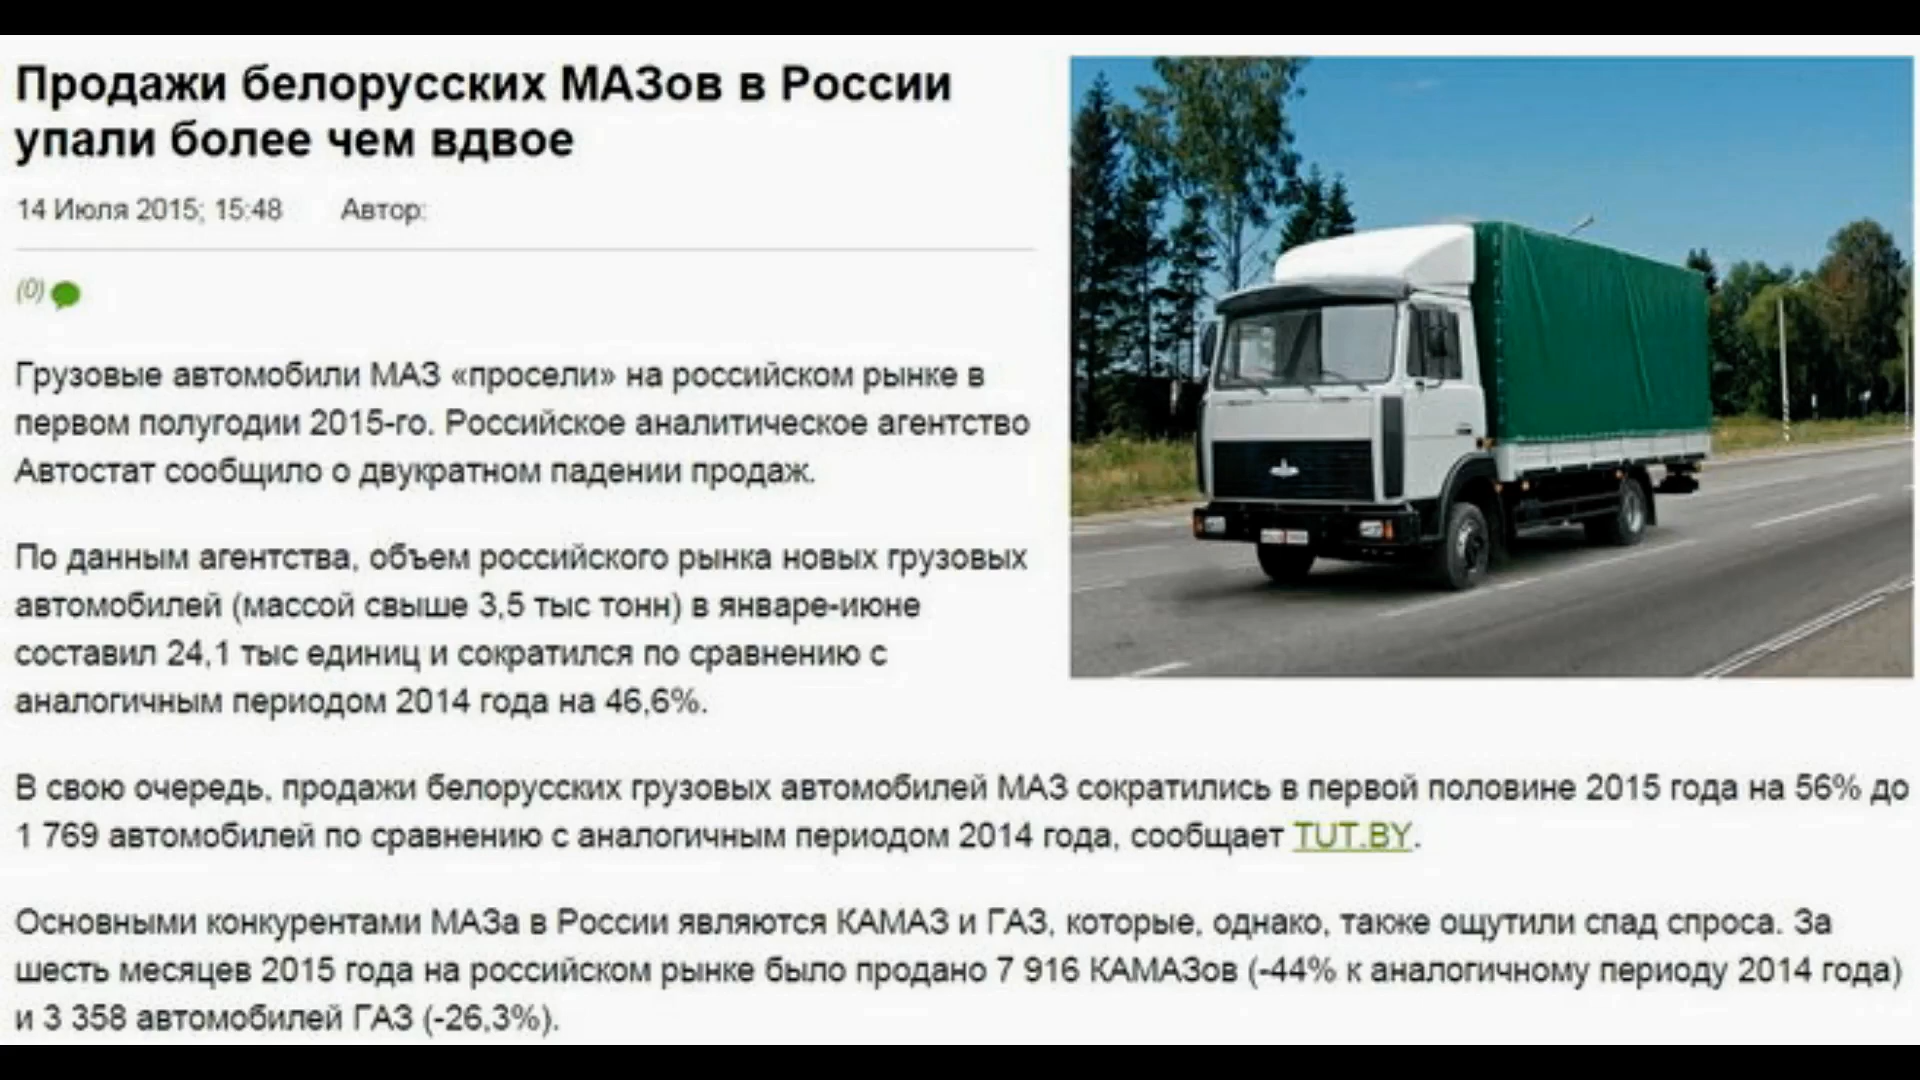 Продажи белорусских МАЗов в России
упали более чем вдвое
14 Июля 2015; 15:48 Автор:
(0)
Грузовые автомобили МАЗ «просели» на российском рынке в
первом полугодии 2015-го. Российское аналитическое агентство
Автостат сообщило о двукратном падении продаж.
По данным агентства, объем российского рынка новых грузовых
автомобилей (массой свыше 3,5 тыс тонн) в январе-июне
составил 24,1 тыс единиц и сократился по сравнению с
аналогичным периодом 2014 года на 46,6%.
В свою очередь, продажи белорусских грузовых автомобилей МАЗ сократились в первой половине 2015 года на 56% до
1 769 автомобилей по сравнению с аналогичным периодом 2014 года, сообщает TUT.BY.
Основными конкурентами МАЗа в России являются КАМАЗ и ГАЗ, которые, однако, также ощутили спад спроса. За
шесть месяцев 2015 года на российском рынке было продано 7 916 КАМАЗов (-44% к аналогичному периоду 2014 года)
и 3 358 автомобилей ГАЗ (-26,3%).